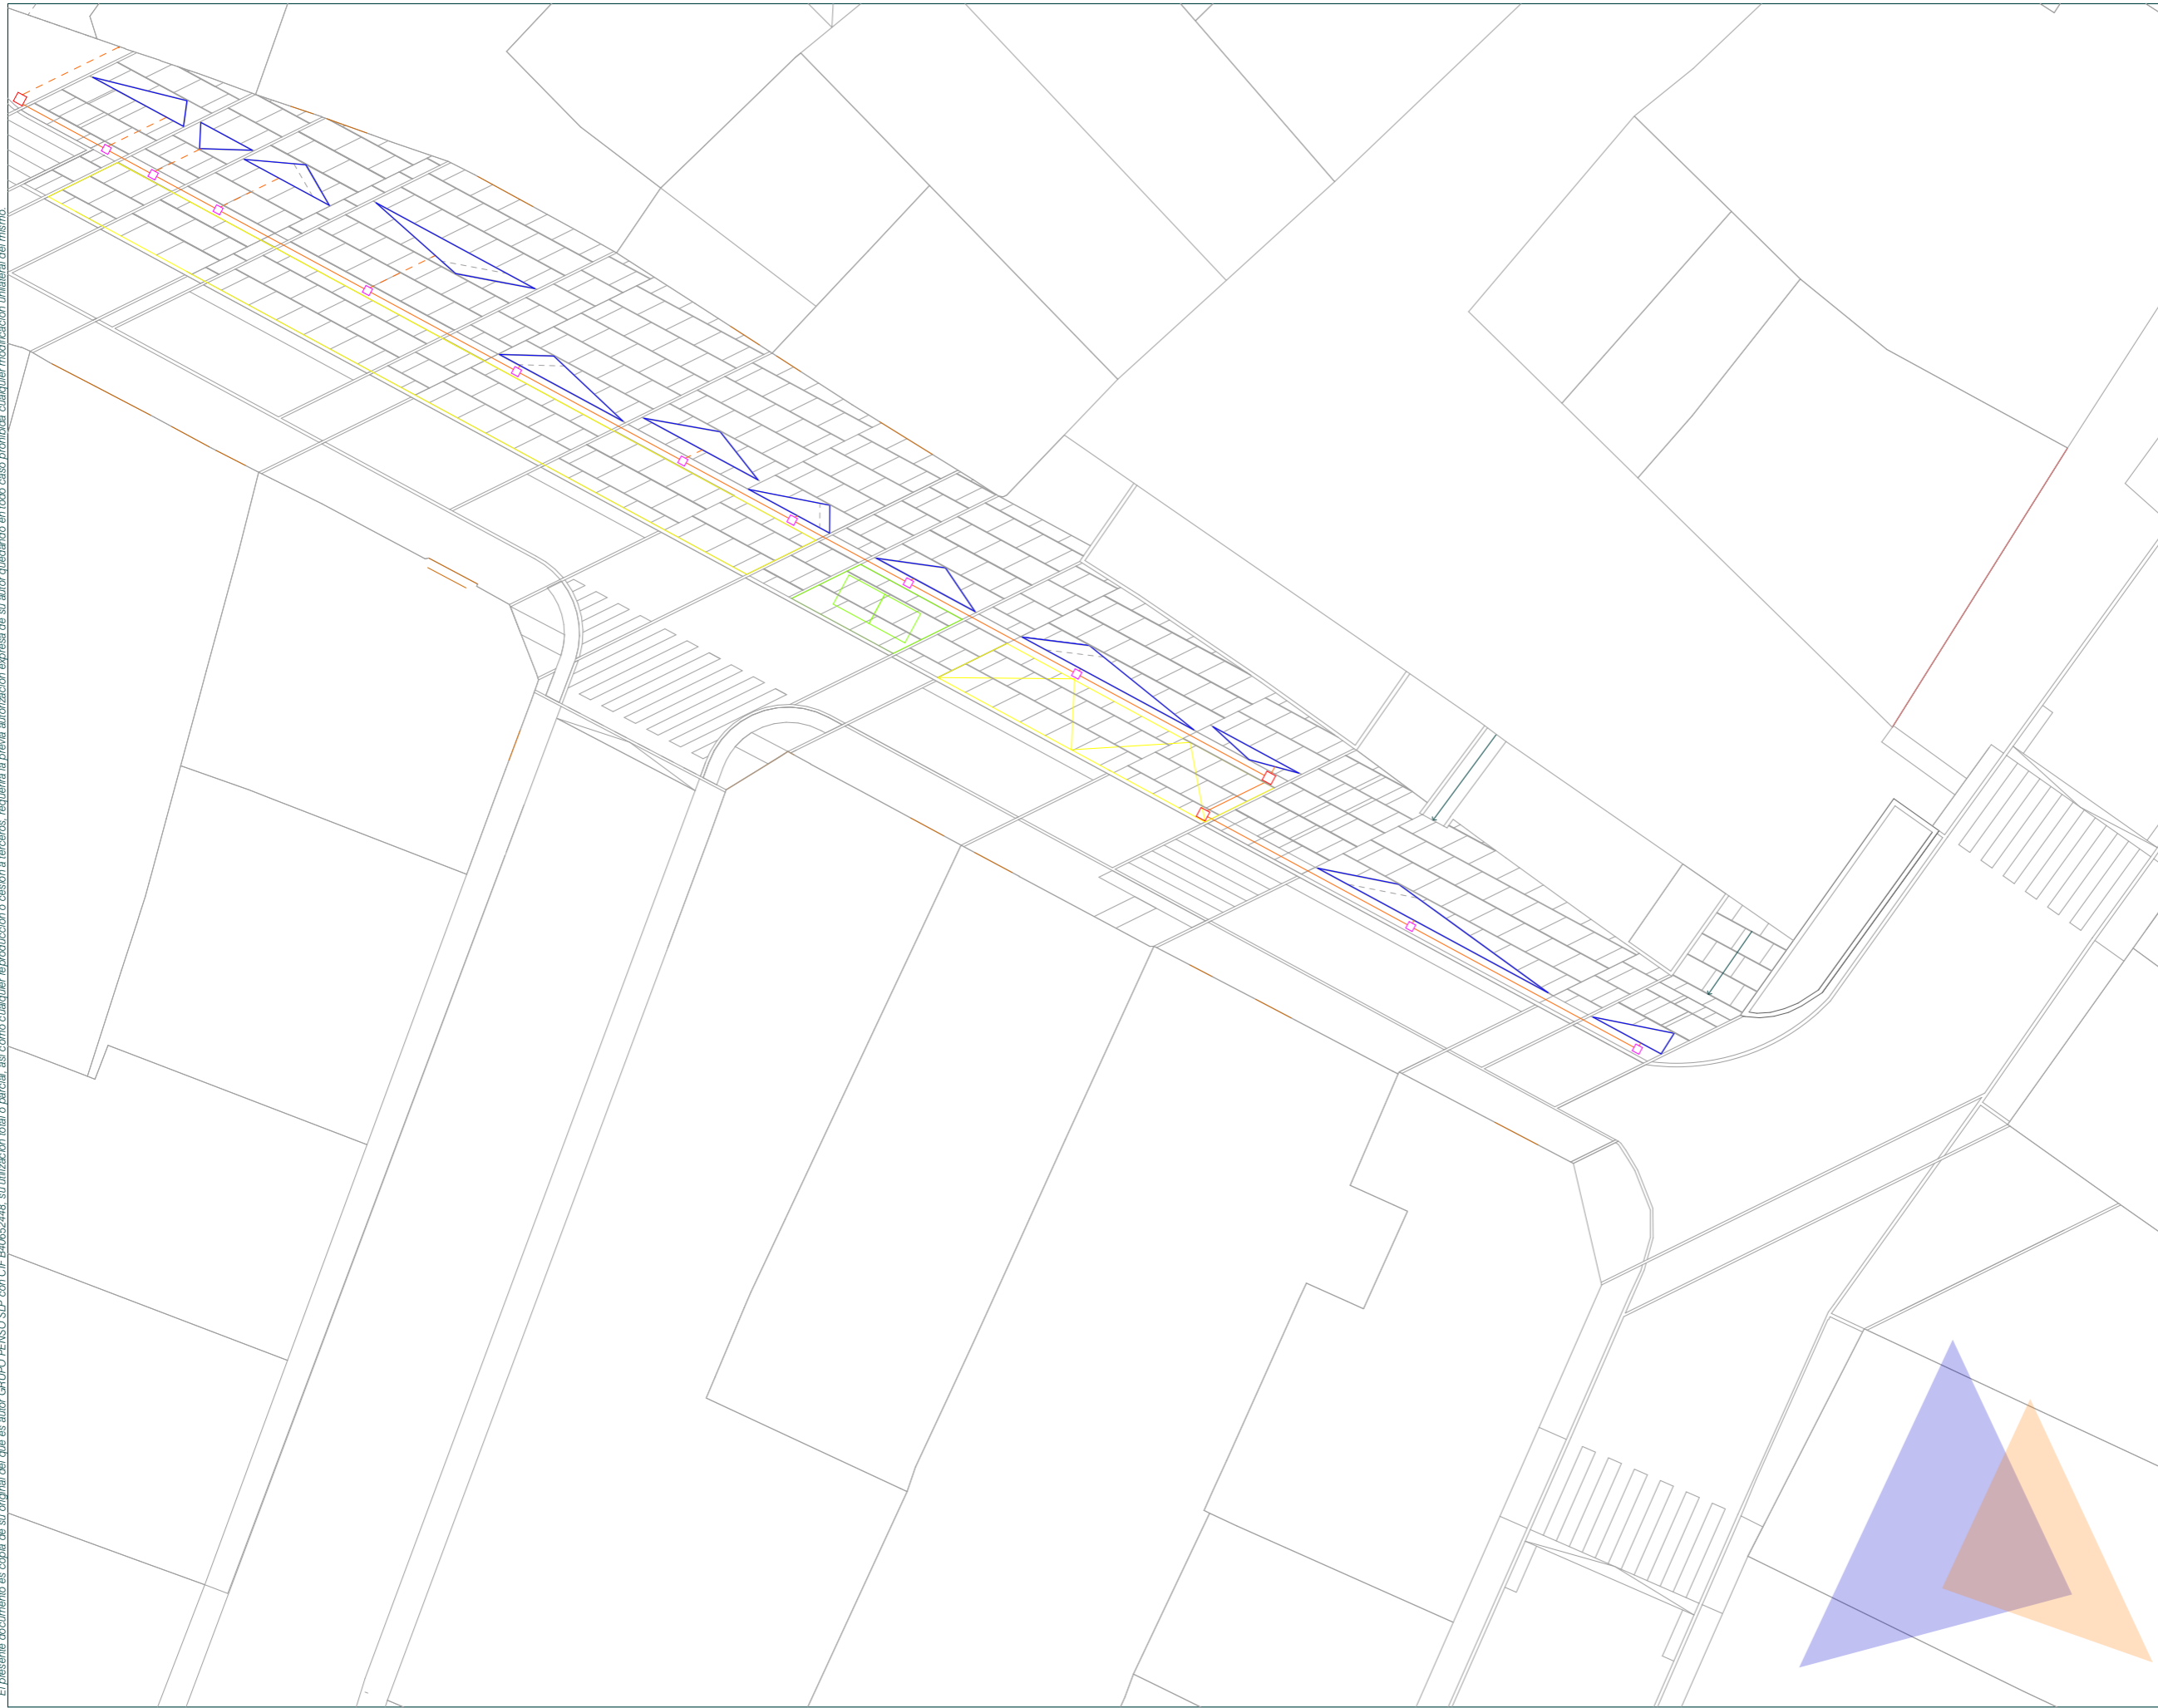 El presente documento es copia de su original del que es autor GRUPO PENSO SLP con CIF B40652448, su utilización total o parcial, así como cualquier reproducción o cesión a terceros, requerirá la previa autorización expresa de su autor quedando en todo caso prohibida cualquier modificación unilateral del mismo.